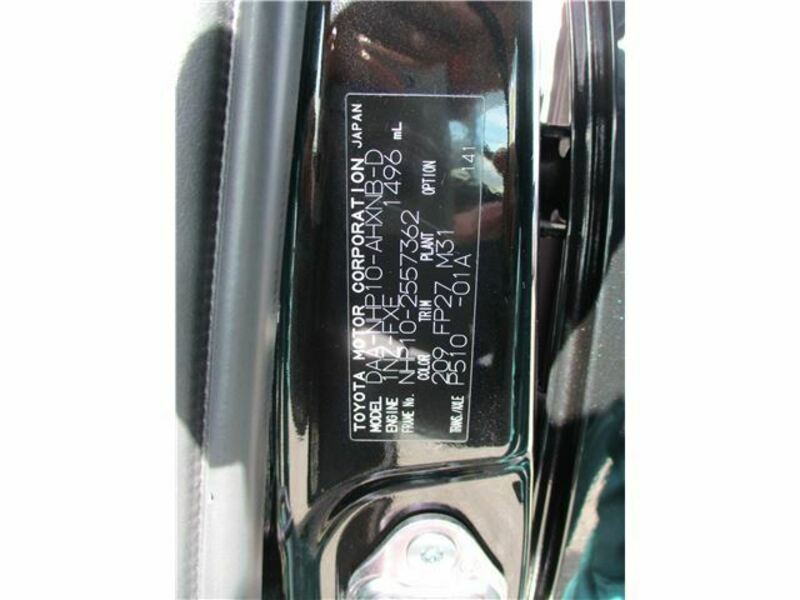 TOYOTA MOTOR CORPORATION JAPAN
MODEL DAA-NHP10-AHXNB-D
ENGINE 1NZ-FXE 1496 mL
FRAME No. NHP10-2557362
COLOR TRIM PLANT OPTION
209 FP27 M31
TRANS./AXLE P510 -01A 141